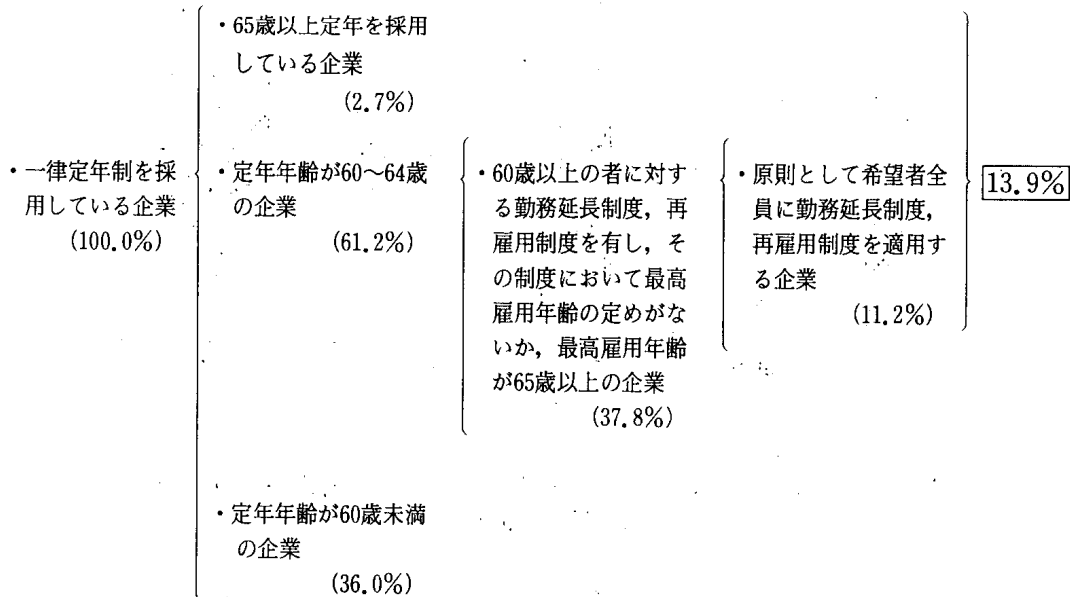 ・65歳以上定年を採用
している企業
(2.7%)
・一律定年制を採
用している企業
(100.0%)
・定年年齢が60～64歳
の企業
(61.2%)
・60歳以上の者に対す
る勤務延長制度，再
雇用制度を有し，そ
の制度において最高
雇用年齢の定めがな
いか，最高雇用年齢
が65歳以上の企業
(37.8%)
・原則として希望者全
員に勤務延長制度，
再雇用制度を適用す
る企業
(11.2%)
13.9%
・定年年齢が60歳未満
の企業
(36.0%)